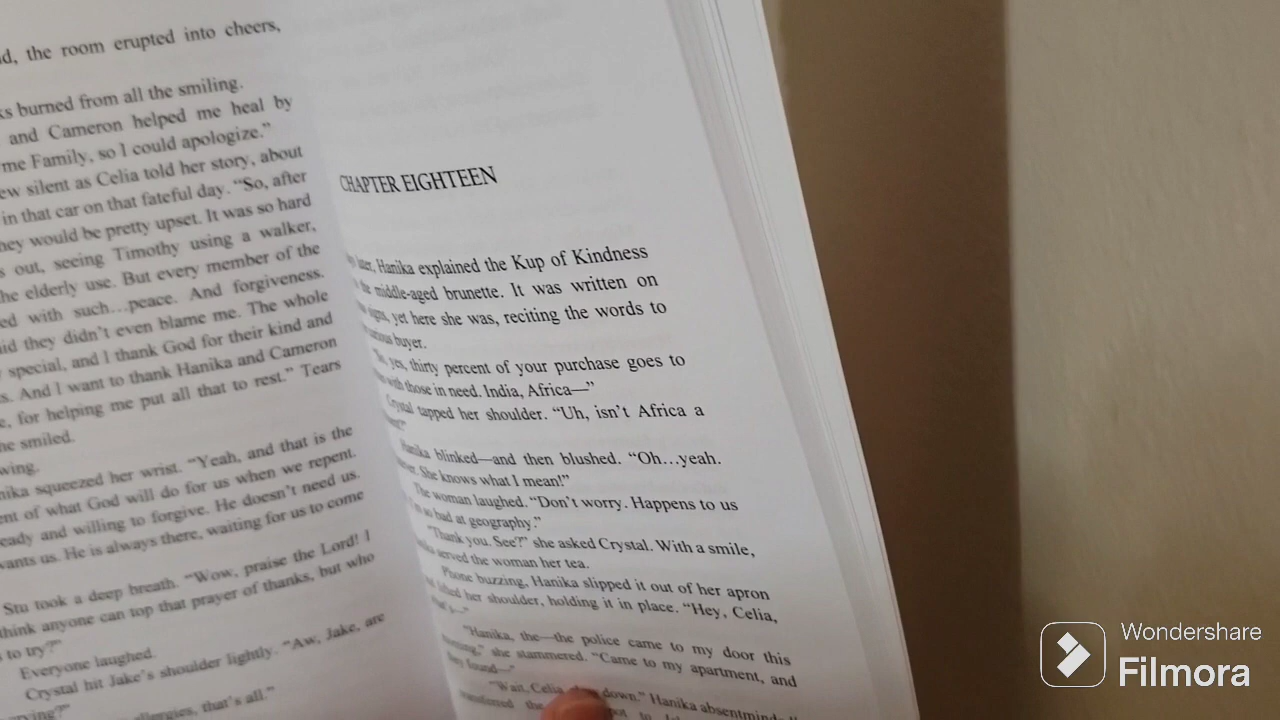 d, the room erupted into cheers,
ks burned from all the smiling.
and Cameron helped me heal by
me Family, so I could apologize.”
ew silent as Celia told her story, about
in that car on that fateful day. “So, after
hey would be pretty upset. It was so hard
s out, seeing Timothy using a walker,
he elderly use. But every member of the
ed with such…peace. And forgiveness.
aid they didn’t even blame me. The whole
special, and I thank God for their kind and
s. And I want to thank Hanika and Cameron
e, for helping me put all that to rest.” Tears
he smiled.
wing.
nika squeezed her wrist. “Yeah, and that is the
ent of what God will do for us when we repent.
eady and willing to forgive. He doesn’t need us.
wants us. He is always there, waiting for us to come
Stu took a deep breath. “Wow, praise the Lord! I
think anyone can top that prayer of thanks, but who
s to try?”
Everyone laughed.
Crystal hit Jake’s shoulder lightly. “Aw, Jake, are
rying?”
allergies, that’s all.”
CHAPTER EIGHTEEN
later, Hanika explained the Kup of Kindness
the middle-aged brunette. It was written on
signs, yet here she was, reciting the words to
buyer.
yes, thirty percent of your purchase goes to
with those in need. India, Africa—”
Crystal tapped her shoulder. “Uh, isn’t Africa a
Hanika blinked—and then blushed. “Oh…yeah.
She knows what I mean!”
The woman laughed. “Don’t worry. Happens to us
I’m so bad at geography.”
“Thank you. See?” she asked Crystal. With a smile,
served the woman her tea.
Phone buzzing, Hanika slipped it out of her apron
lifted her shoulder, holding it in place. “Hey, Celia,
“Hanika, the—the police came to my door this
she stammered. “Came to my apartment, and
they found—”
“Wait, Celia down.” Hanika
the
Wondershare
Filmora